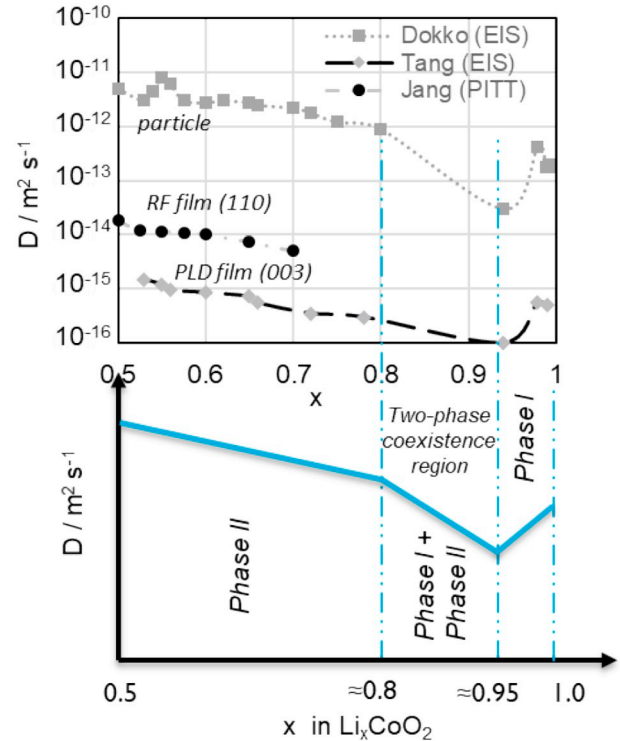 10⁻¹⁰
10⁻¹¹
10⁻¹²
10⁻¹³
10⁻¹⁴
10⁻¹⁵
10⁻¹⁶
D / m² s⁻¹
Dokko (EIS)
Tang (EIS)
Jang (PITT)
particle
RF film (110)
PLD film (003)
0.5 0.6 0.7 0.8 0.9 1
x
D / m² s⁻¹
Two-phase
coexistence
region
Phase I
Phase II
Phase I +
Phase II
0.5 ≈0.8 ≈0.95 1.0
x in LiₓCoO₂